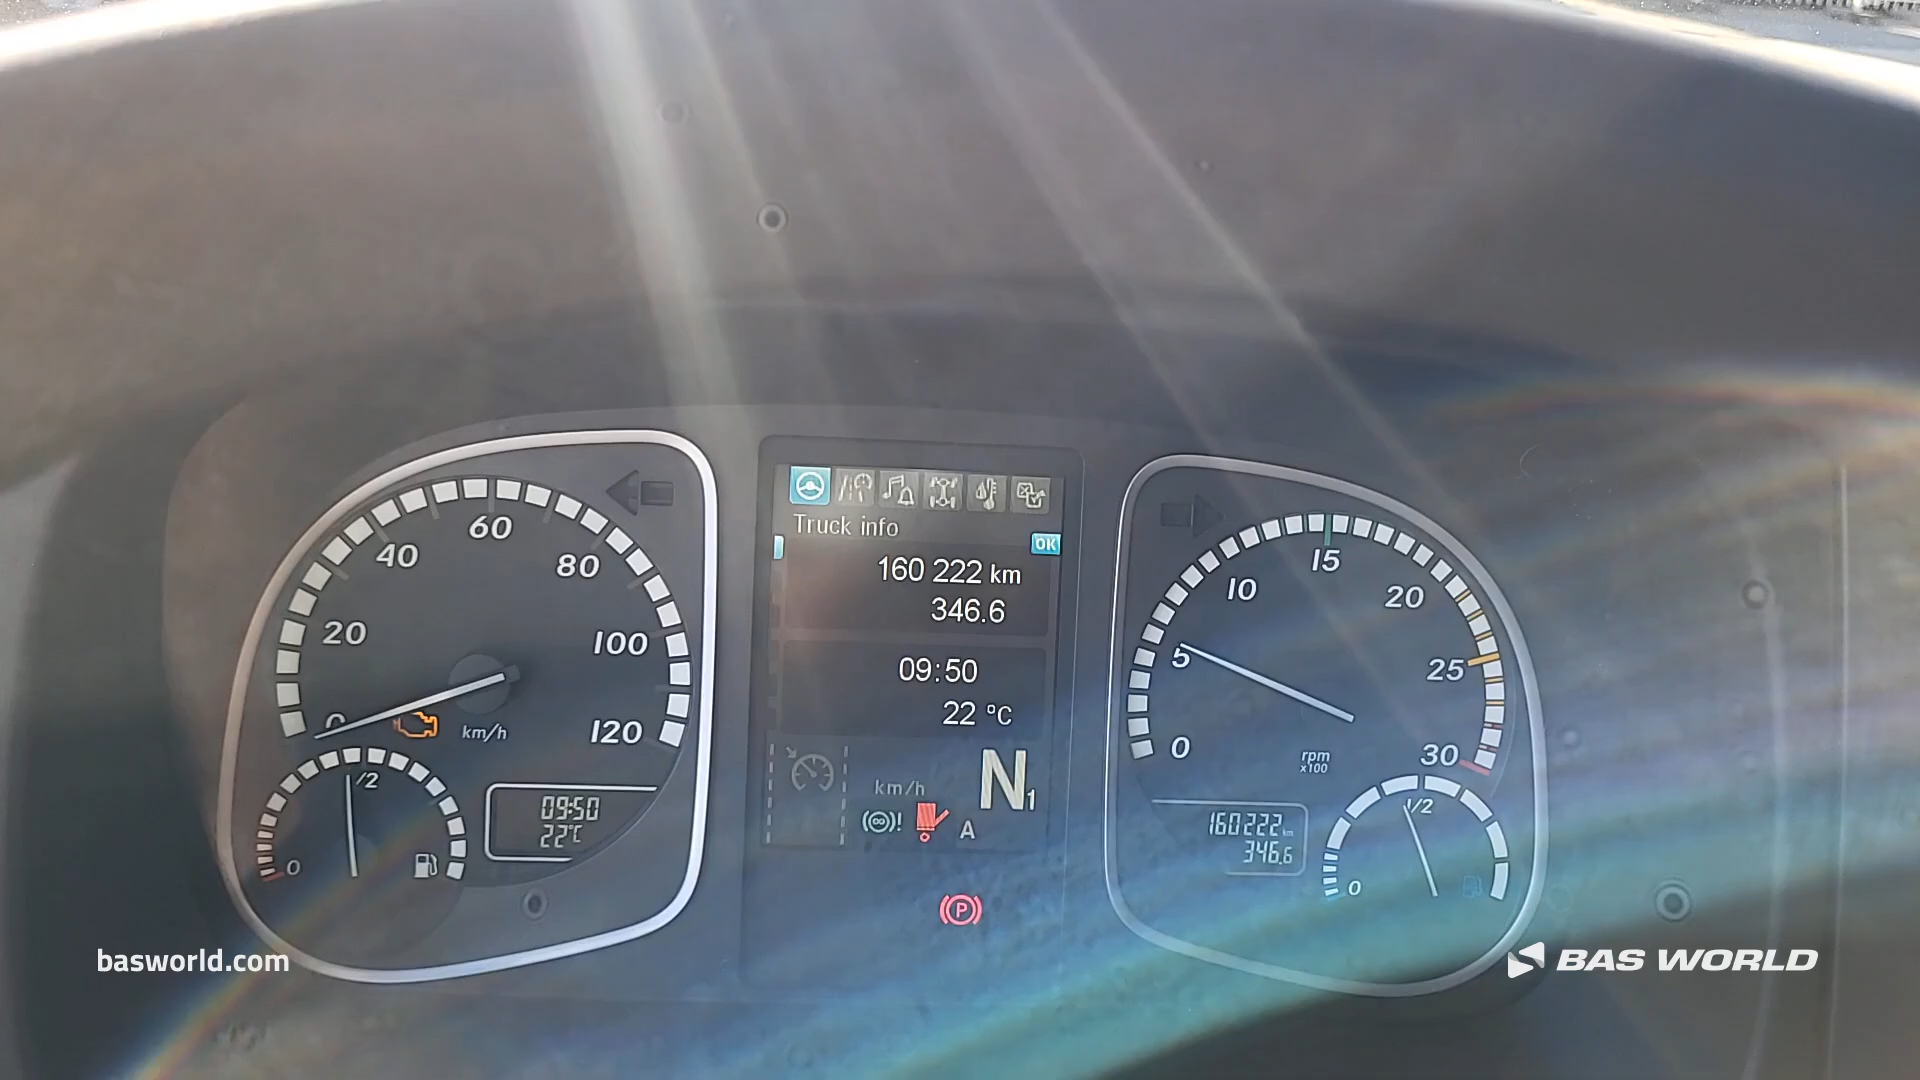 Truck info
OK
160 222 km
346.6
09:50
22 °C
km/h
N1
A
P
0
20
40
60
80
100
120
km/h
0
1/2
09:50
22°C
0
5
10
15
20
25
30
rpm
x100
160222 km
346.6
0
1/2
basworld.com
BAS WORLD